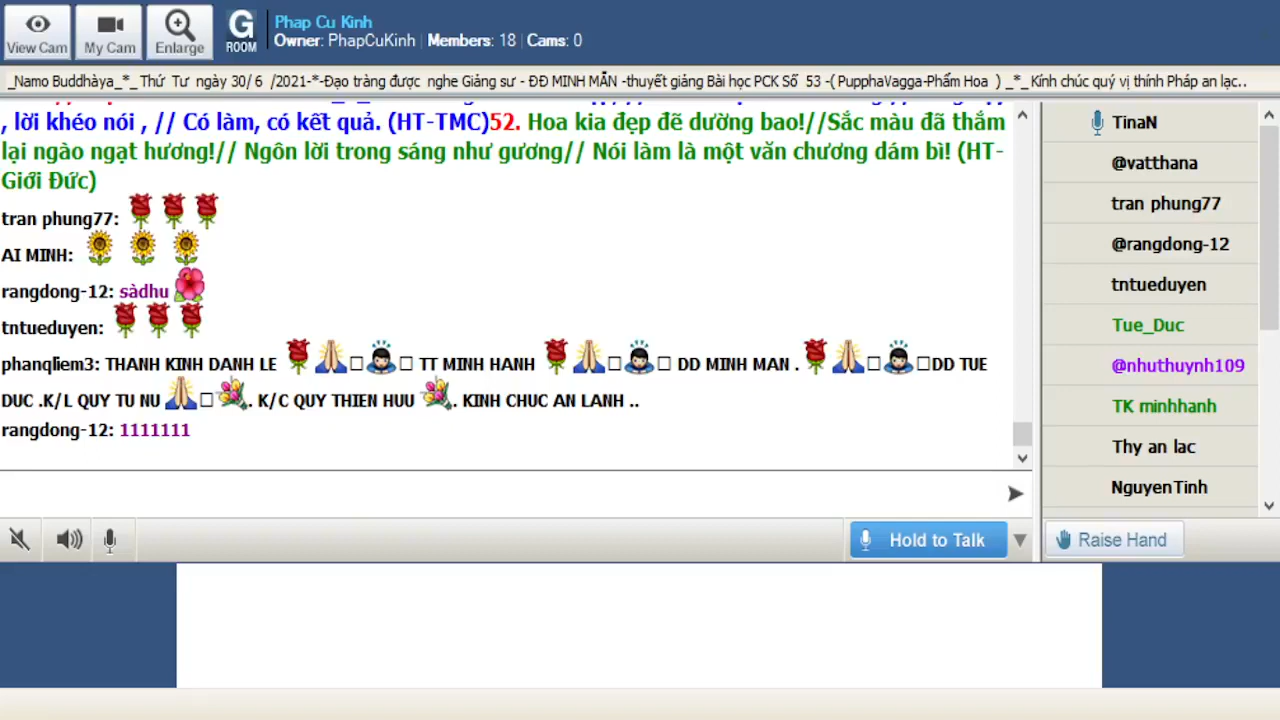 View Cam
My Cam
Enlarge
G
ROOM
Phap Cu Kinh
Owner: PhapCuKinh | Members: 18 | Cams: 0
_Namo Buddhàya_*_Thứ Tư ngày 30/ 6 /2021-*-Đạo tràng được nghe Giảng sư - ĐĐ MINH MẪN -thuyết giảng Bài học PCK Số 53 -( PupphaVagga-Phẩm Hoa ) _*_Kính chúc quý vị thính Pháp an lạc..
, lời khéo nói , // Có làm, có kết quả. (HT-TMC)52. Hoa kia đẹp đẽ dường bao!//Sắc màu đã thắm
lại ngào ngạt hương!// Ngôn lời trong sáng như gương// Nói làm là một văn chương dám bì! (HT-
Giới Đức)
tran phung77:
AI MINH:
rangdong-12: sàdhu
tntueduyen:
phanqliem3: THANH KINH DANH LE TT MINH HANH DD MINH MAN . DD TUE
DUC .K/L QUY TU NU . K/C QUY THIEN HUU . KINH CHUC AN LANH ..
rangdong-12: 1111111
TinaN
@vatthana
tran phung77
@rangdong-12
tntueduyen
Tue_Duc
@nhuthuynh109
TK minhhanh
Thy an lac
NguyenTinh
Hold to Talk
Raise Hand